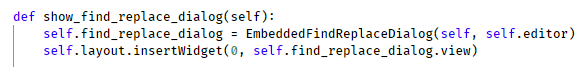 def show_find_replace_dialog(self):
    self.find_replace_dialog = EmbeddedFindReplaceDialog(self, self.editor)
    self.layout.insertWidget(0, self.find_replace_dialog.view)